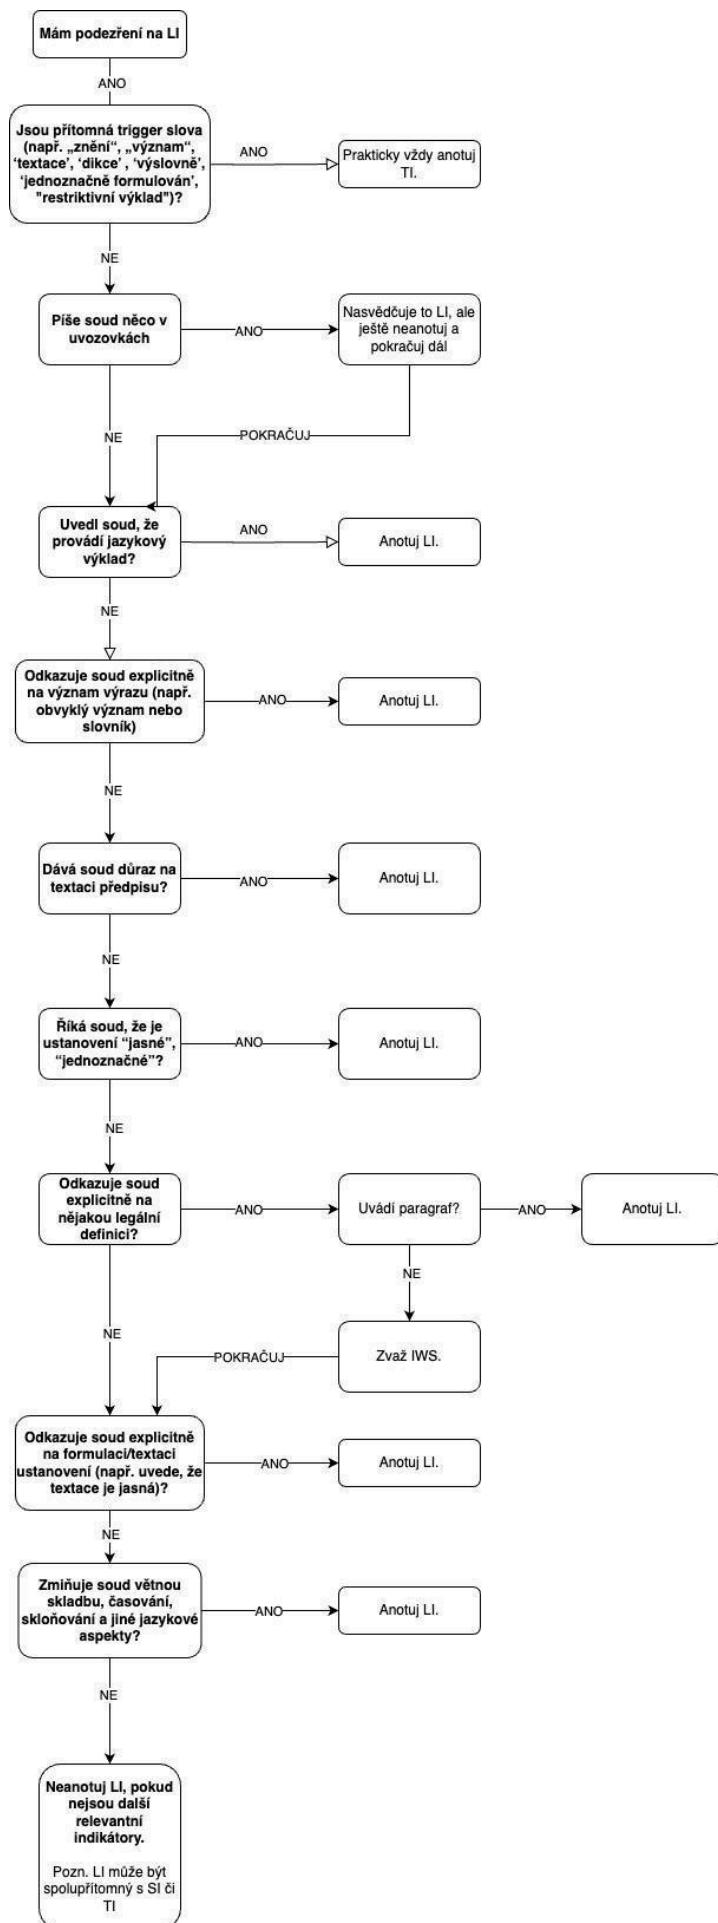 Mám podezření na LI
ANO
Jsou přítomná trigger slova
(např. „znění“, „význam“,
‘textace’, ‘dikce’ , ‘výslovně’,
‘jednoznačně formulován’,
"restriktivní výklad")?
ANO
Prakticky vždy anotuj
TI.
NE
Píše soud něco v
uvozovkách
ANO
Nasvědčuje to LI, ale
ještě neanotuj a
pokračuj dál
NE
POKRAČUJ
Uvedl soud, že
provádí jazykový
výklad?
ANO
Anotuj LI.
NE
Odkazuje soud explicitně
na význam výrazu (např.
obvyklý význam nebo
slovník)
ANO
Anotuj LI.
NE
Dává soud důraz na
textaci předpisu?
ANO
Anotuj LI.
NE
Říká soud, že je
ustanovení “jasné”,
“jednoznačné”?
ANO
Anotuj LI.
NE
Odkazuje soud
explicitně na
nějakou legální
definici?
ANO
Uvádí paragraf?
ANO
Anotuj LI.
NE
NE
Zvaž IWS.
POKRAČUJ
Odkazuje soud explicitně
na formulaci/textaci
ustanovení (např. uvede, že
textace je jasná)?
ANO
Anotuj LI.
NE
Zmiňuje soud větnou
skladbu, časování,
skloňování a jiné jazykové
aspekty?
ANO
Anotuj LI.
NE
Neanotuj LI, pokud
nejsou další
relevantní
indikátory.
Pozn. LI může být
spolupřítomný s SI či
TI